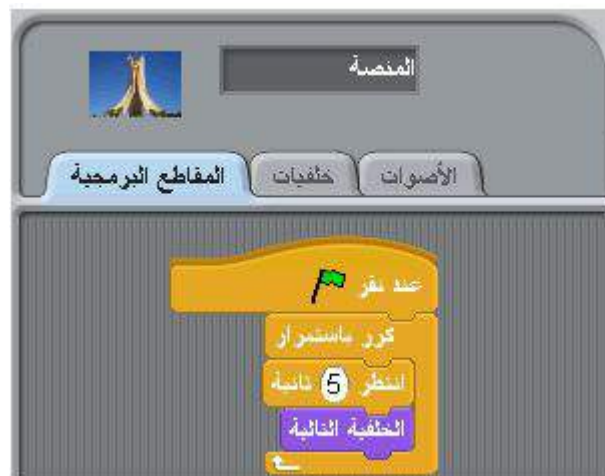 المنصة
المقاطع البرمجية خلفيات الأصوات
عند نقر
كرر باستمرار
انتظر 5 ثانية
الخلفية التالية